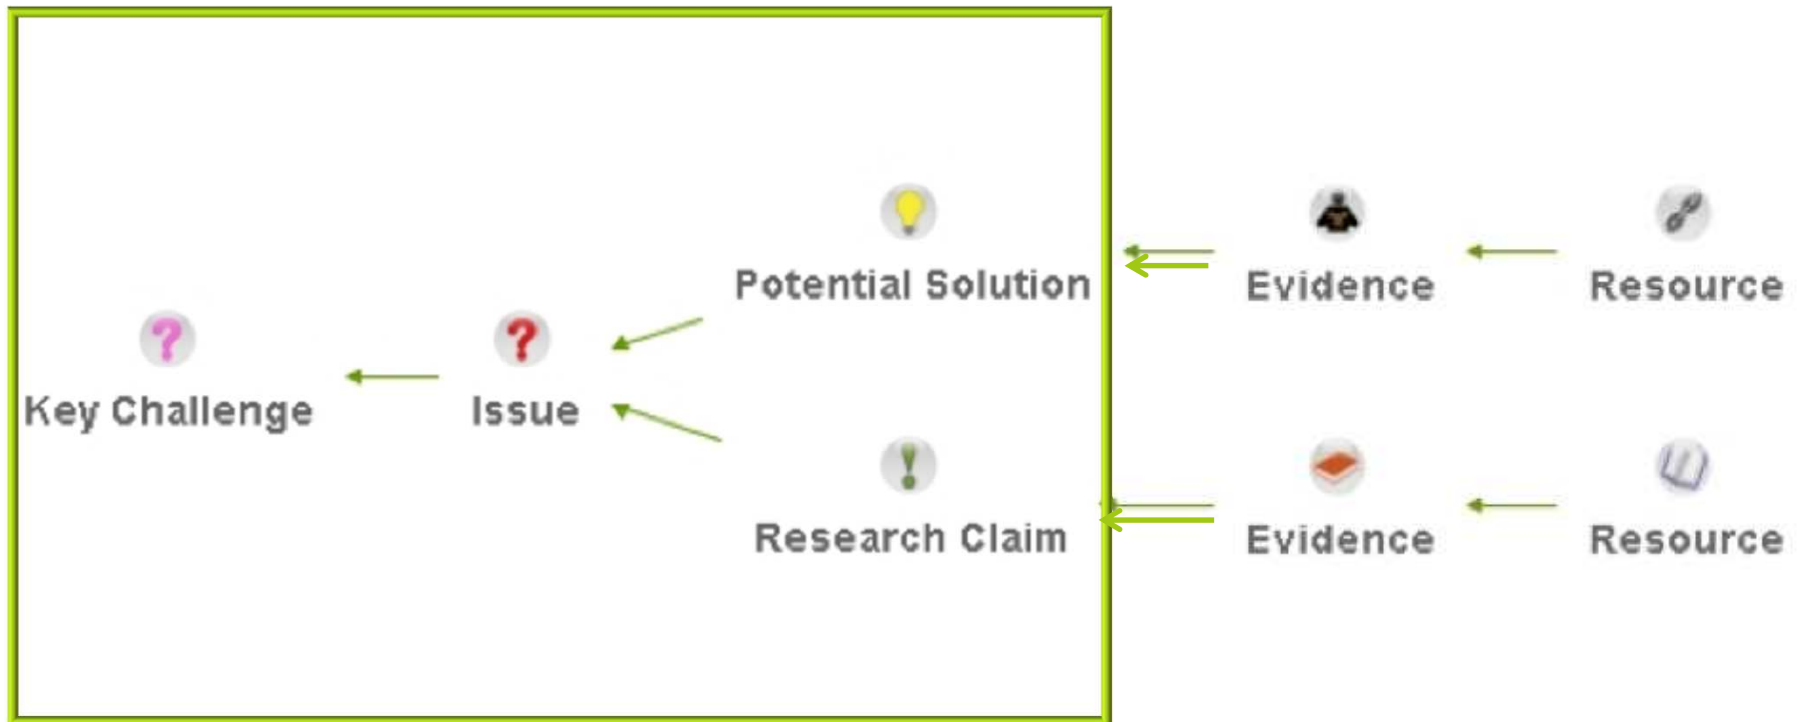 Potential Solution
Evidence
Resource
Key Challenge
Issue
Research Claim
Evidence
Resource